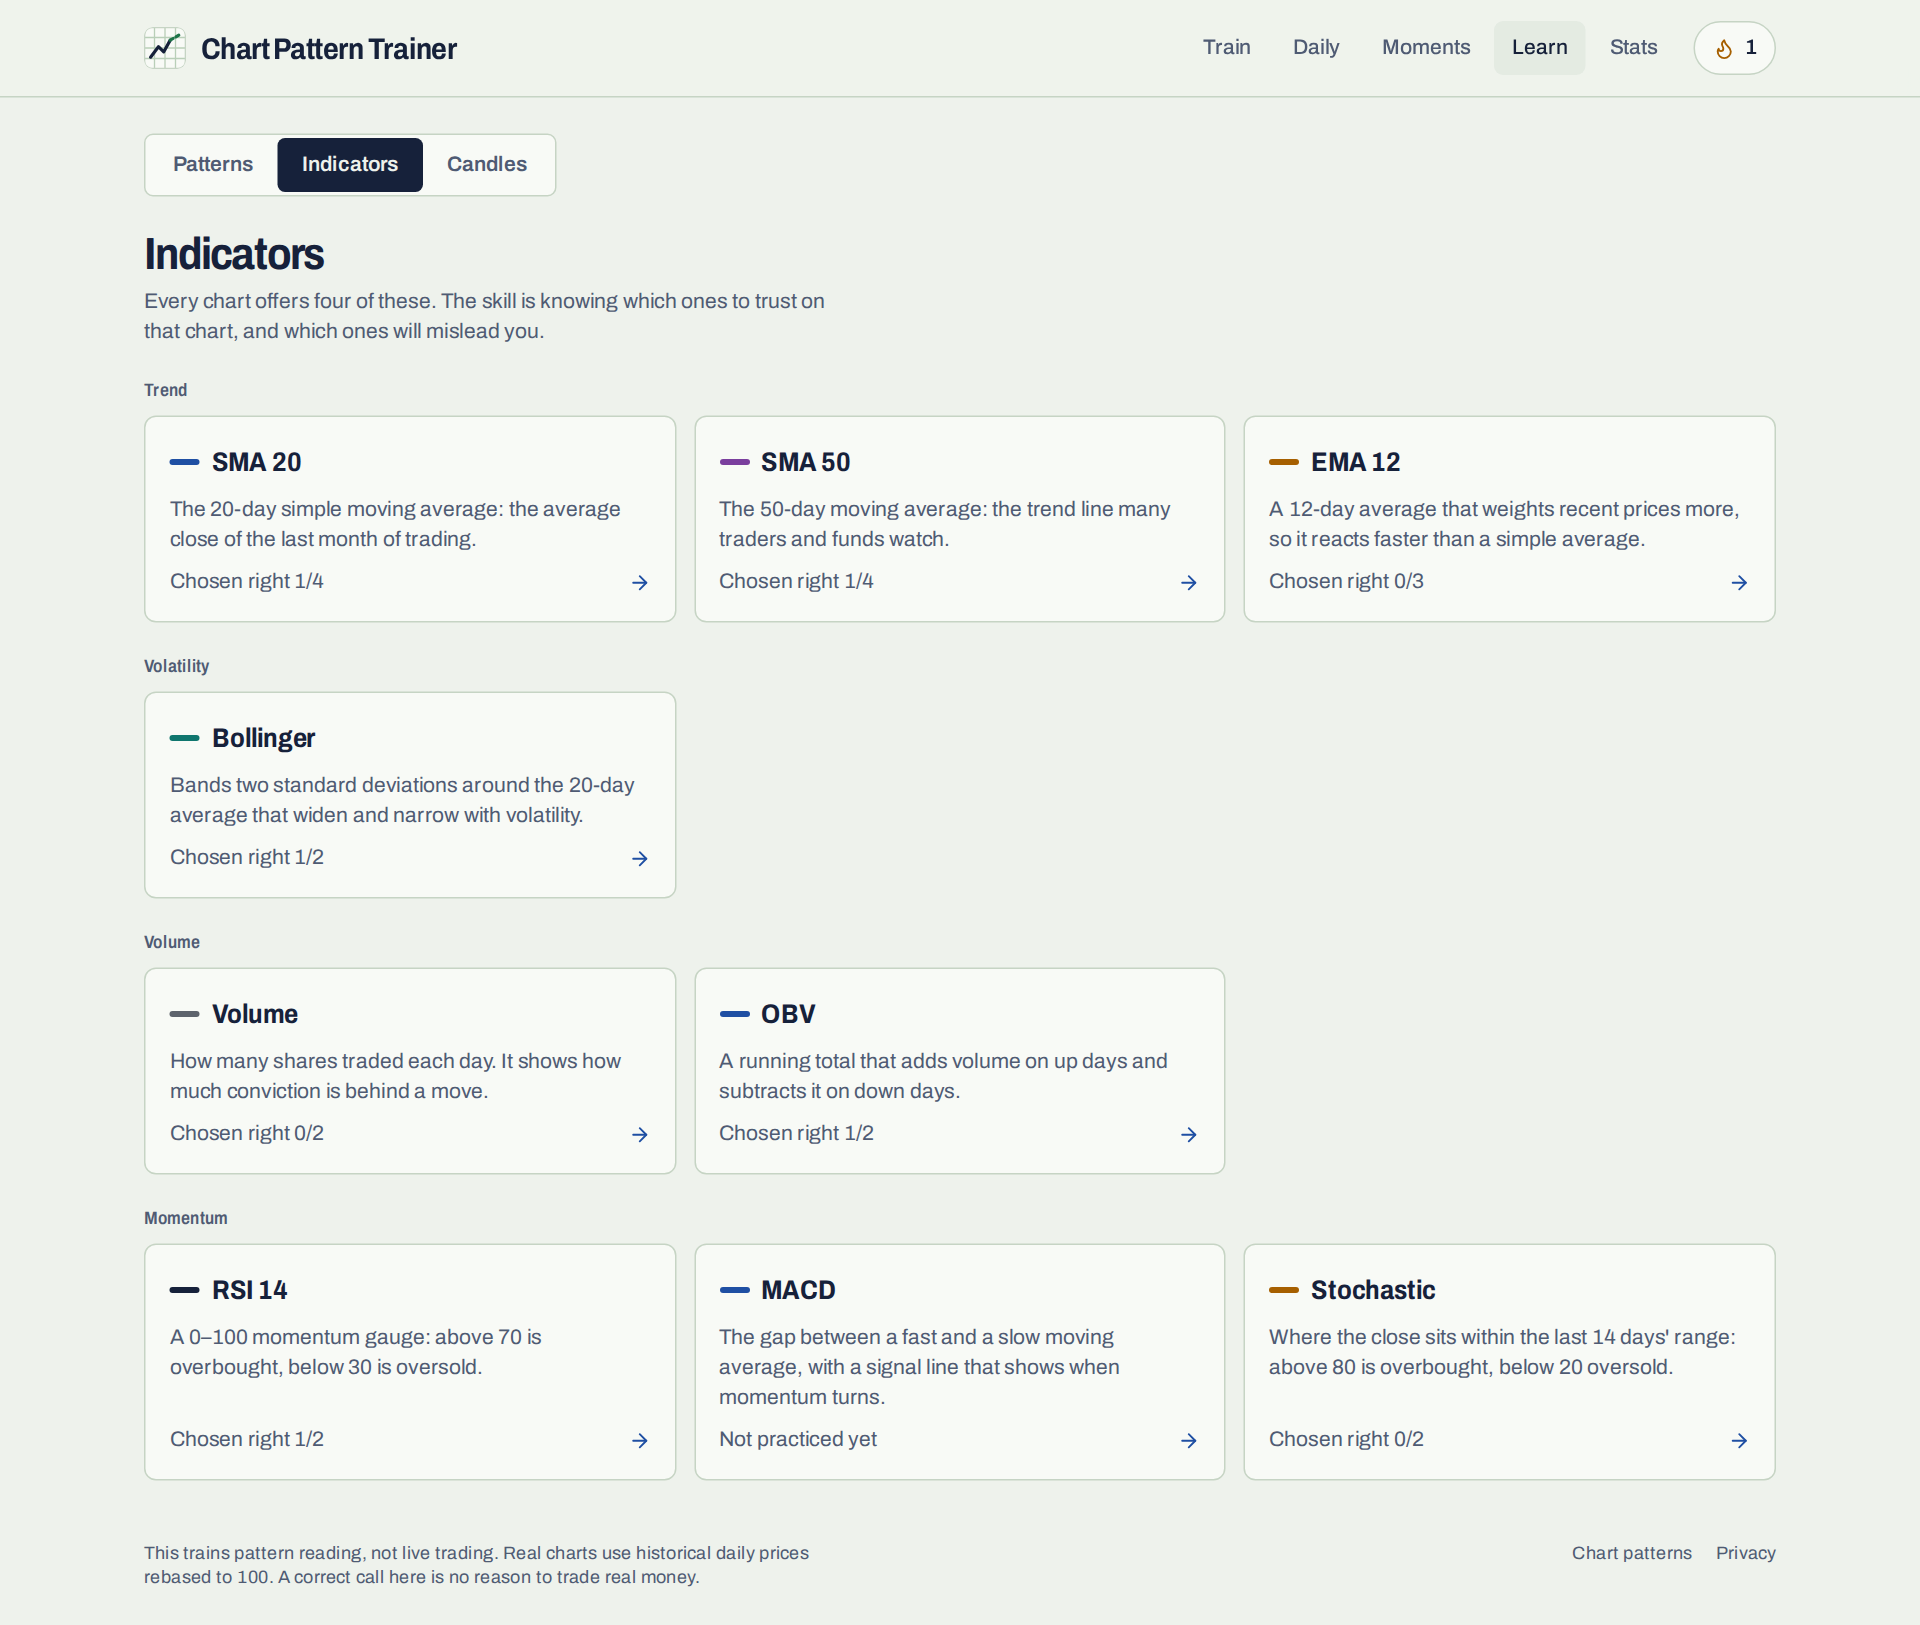 Chart Pattern Trainer
Train
Daily
Moments
Learn
Stats
1
Patterns
Indicators
Candles
Indicators
Every chart offers four of these. The skill is knowing which ones to trust on
that chart, and which ones will mislead you.
Trend
SMA 20
The 20-day simple moving average: the average
close of the last month of trading.
Chosen right 1/4
SMA 50
The 50-day moving average: the trend line many
traders and funds watch.
Chosen right 1/4
EMA 12
A 12-day average that weights recent prices more,
so it reacts faster than a simple average.
Chosen right 0/3
Volatility
Bollinger
Bands two standard deviations around the 20-day
average that widen and narrow with volatility.
Chosen right 1/2
Volume
Volume
How many shares traded each day. It shows how
much conviction is behind a move.
Chosen right 0/2
OBV
A running total that adds volume on up days and
subtracts it on down days.
Chosen right 1/2
Momentum
RSI 14
A 0–100 momentum gauge: above 70 is
overbought, below 30 is oversold.
Chosen right 1/2
MACD
The gap between a fast and a slow moving
average, with a signal line that shows when
momentum turns.
Not practiced yet
Stochastic
Where the close sits within the last 14 days' range:
above 80 is overbought, below 20 oversold.
Chosen right 0/2
This trains pattern reading, not live trading. Real charts use historical daily prices
rebased to 100. A correct call here is no reason to trade real money.
Chart patterns
Privacy